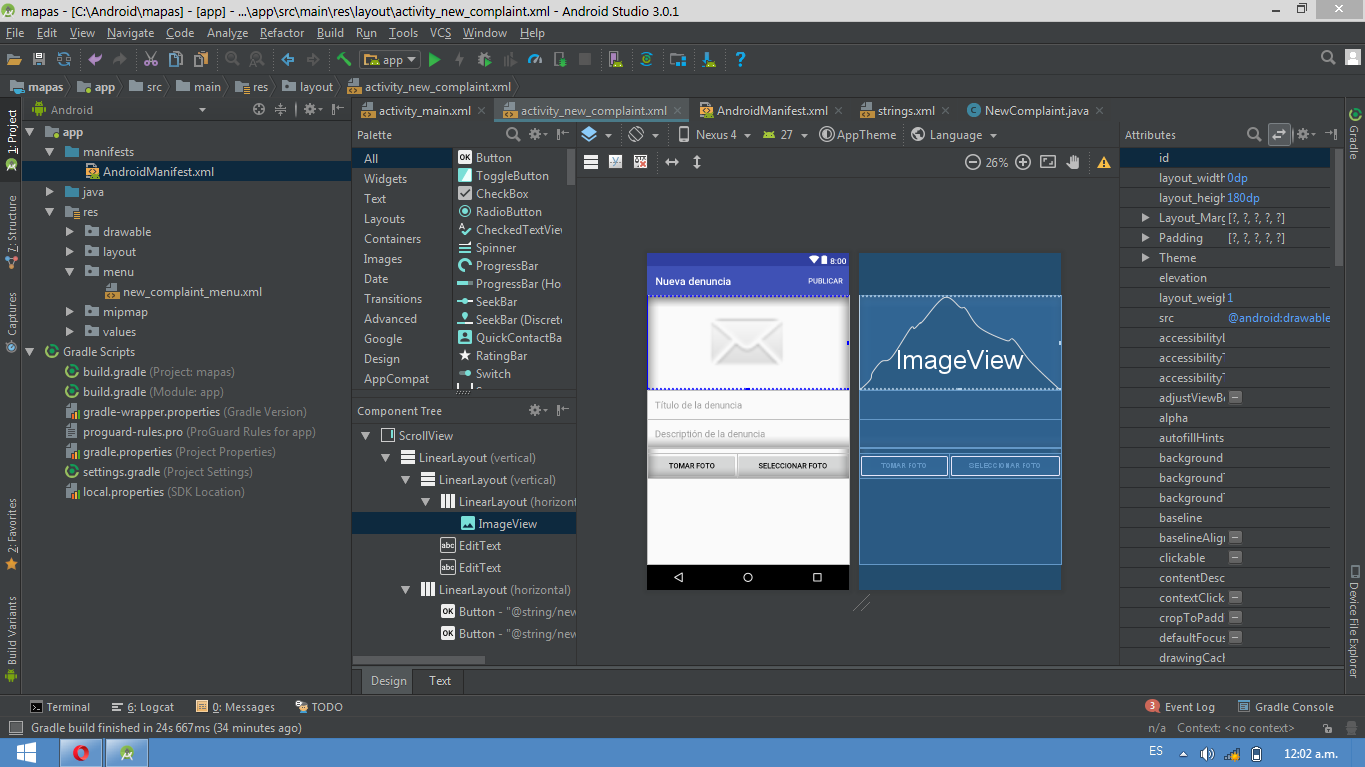 mapas - [C:\Android\mapas] - [app] - ...\app\src\main\res\layout\activity_new_complaint.xml - Android Studio 3.0.1
File Edit View Navigate Code Analyze Refactor Build Run Tools VCS Window Help
app
mapas app src main res layout activity_new_complaint.xml
Android
activity_main.xml activity_new_complaint.xml AndroidManifest.xml strings.xml NewComplaint.java
1: Project
7: Structure
Captures
2: Favorites
Build Variants
app
manifests
AndroidManifest.xml
java
res
drawable
layout
menu
new_complaint_menu.xml
mipmap
values
Gradle Scripts
build.gradle (Project: mapas)
build.gradle (Module: app)
gradle-wrapper.properties (Gradle Version)
proguard-rules.pro (ProGuard Rules for app)
gradle.properties (Project Properties)
settings.gradle (Project Settings)
local.properties (SDK Location)
Palette
All
Widgets
Text
Layouts
Containers
Images
Date
Transitions
Advanced
Google
Design
AppCompat
OK Button
ToggleButton
CheckBox
RadioButton
CheckedTextVie
Spinner
ProgressBar
ProgressBar (Ho
SeekBar
SeekBar (Discret
QuickContactBa
RatingBar
Switch
Component Tree
ScrollView
LinearLayout (vertical)
LinearLayout (vertical)
LinearLayout (horizont
ImageView
abc EditText
abc EditText
LinearLayout (horizontal)
OK Button - "@string/new
OK Button - "@string/new
Nexus 4 27 AppTheme Language
26%
8:00
Nueva denuncia PUBLICAR
Título de la denuncia
Descriptión de la denuncia
TOMAR FOTO SELECCIONAR FOTO
ImageView
TOMAR FOTO SELECCIONAR FOTO
Design Text
Attributes
id
layout_width 0dp
layout_heigh 180dp
Layout_Marg [?, ?, ?, ?, ?]
Padding [?, ?, ?, ?, ?]
Theme
elevation
layout_weigl 1
src @android:drawable
accessibilityl
accessibility
accessibility
adjustViewBo
alpha
autofillHints
background
background
background
baseline
baselineAlign
clickable
contentDesc
contextClick
cropToPadd
defaultFocus
drawingCach
Gradle
Device File Explorer
Terminal 6: Logcat 0: Messages TODO 3 Event Log Gradle Console
Gradle build finished in 24s 667ms (34 minutes ago) n/a Context: <no context>
ES 12:02 a.m.